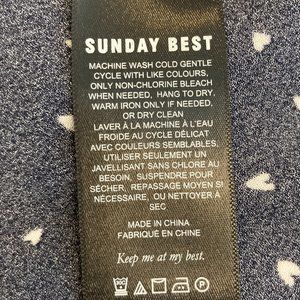 SUNDAY BEST
MACHINE WASH COLD GENTLE
CYCLE WITH LIKE COLOURS,
ONLY NON-CHLORINE BLEACH
WHEN NEEDED, HANG TO DRY,
WARM IRON ONLY IF NEEDED,
OR DRY CLEAN
LAVER À LA MACHINE À L'EAU
FROIDE AU CYCLE DÉLICAT
AVEC COULEURS SEMBLABLES,
UTILISER SEULEMENT UN
JAVELLISANT SANS CHLORE AU
BESOIN, SUSPENDRE POUR
SÉCHER, REPASSAGE MOYEN SI
NÉCESSAIRE, OU NETTOYER À
SEC
MADE IN CHINA
FABRIQUÉ EN CHINE
Keep me at my best.